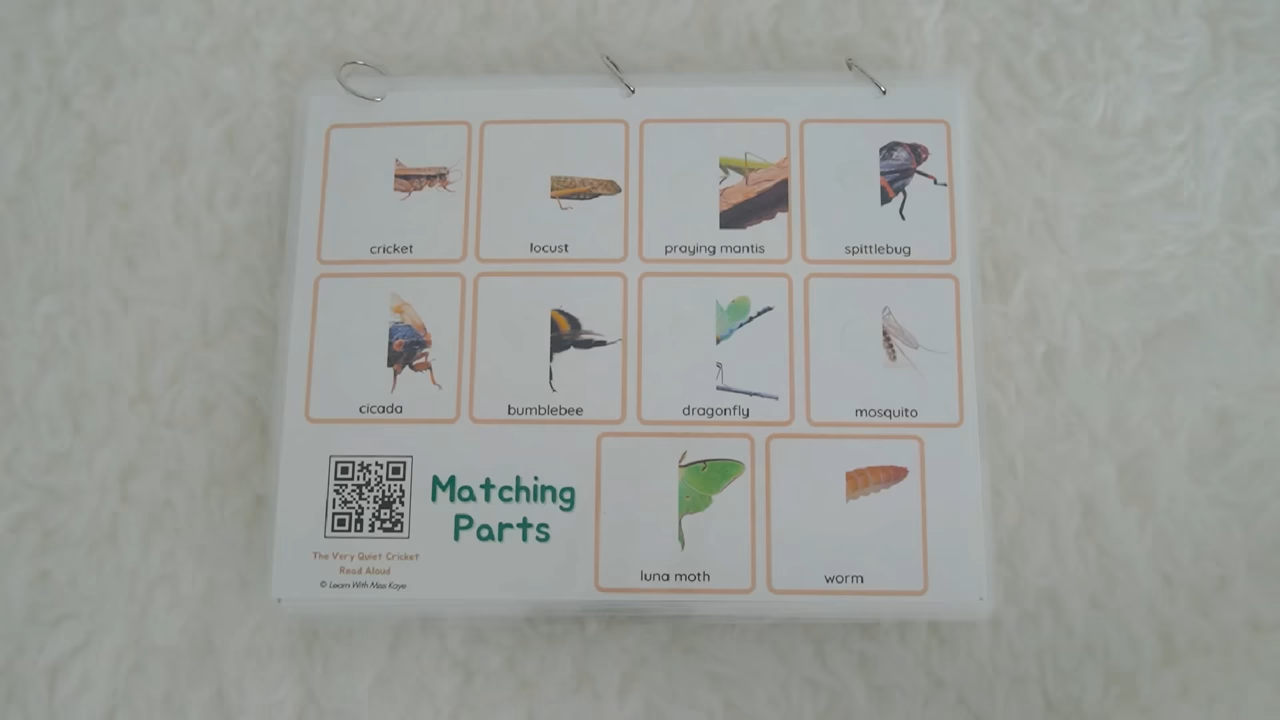 cricket
locust
praying mantis
spittlebug
cicada
bumblebee
dragonfly
mosquito
Matching
Parts
The Very Quiet Cricket
Read Aloud
© Learn With Miss Kaye
luna moth
worm